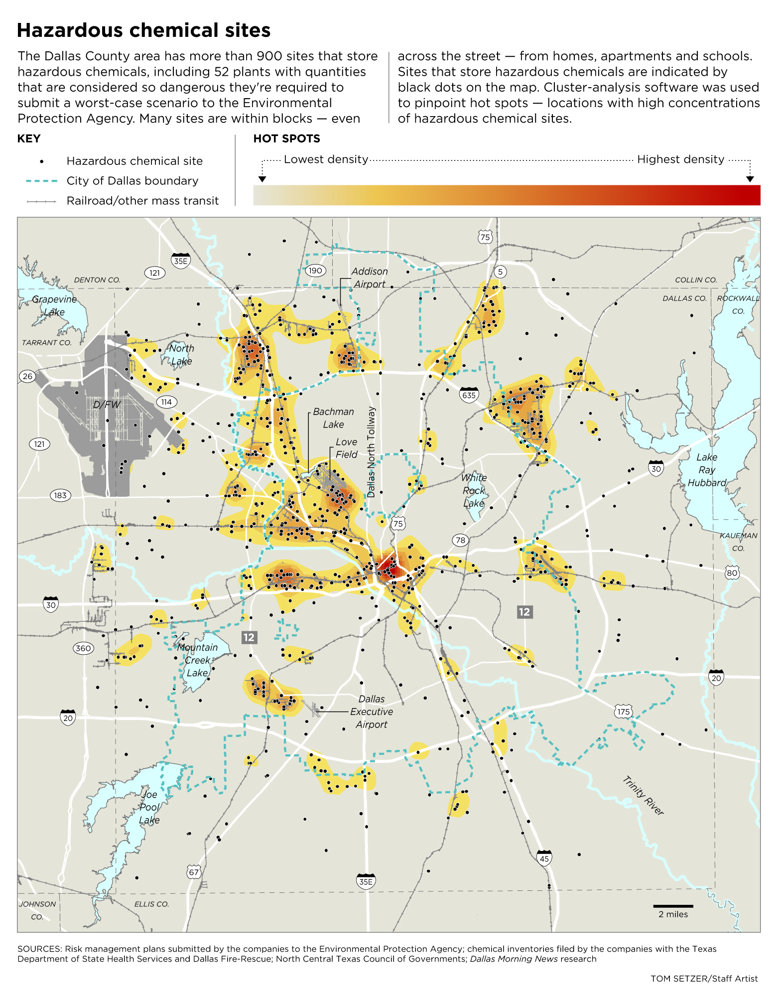 Hazardous chemical sites
The Dallas County area has more than 900 sites that store
hazardous chemicals, including 52 plants with quantities
that are considered so dangerous they're required to
submit a worst-case scenario to the Environmental
Protection Agency. Many sites are within blocks — even
across the street — from homes, apartments and schools.
Sites that store hazardous chemicals are indicated by
black dots on the map. Cluster-analysis software was used
to pinpoint hot spots — locations with high concentrations
of hazardous chemical sites.
KEY
Hazardous chemical site
City of Dallas boundary
Railroad/other mass transit
HOT SPOTS
Lowest density
Highest density
75
35E
121
190
5
Addison
Airport
DENTON CO.
COLLIN CO.
Grapevine
Lake
DALLAS CO.
ROCKWALL
CO.
TARRANT CO.
North
Lake
26
635
114
D/FW
Bachman
Lake
Love
Field
Dallas North Tollway
121
Lake
Ray
Hubbard
30
White
Rock
Lake
183
75
78
KAUFMAN
CO.
80
30
12
12
360
Mountain
Creek
Lake
20
Dallas
Executive
Airport
175
20
Joe
Pool
Lake
Trinity River
45
67
35E
JOHNSON
CO.
ELLIS CO.
2 miles
SOURCES: Risk management plans submitted by the companies to the Environmental Protection Agency; chemical inventories filed by the companies with the Texas
Department of State Health Services and Dallas Fire-Rescue; North Central Texas Council of Governments; Dallas Morning News research
TOM SETZER/Staff Artist